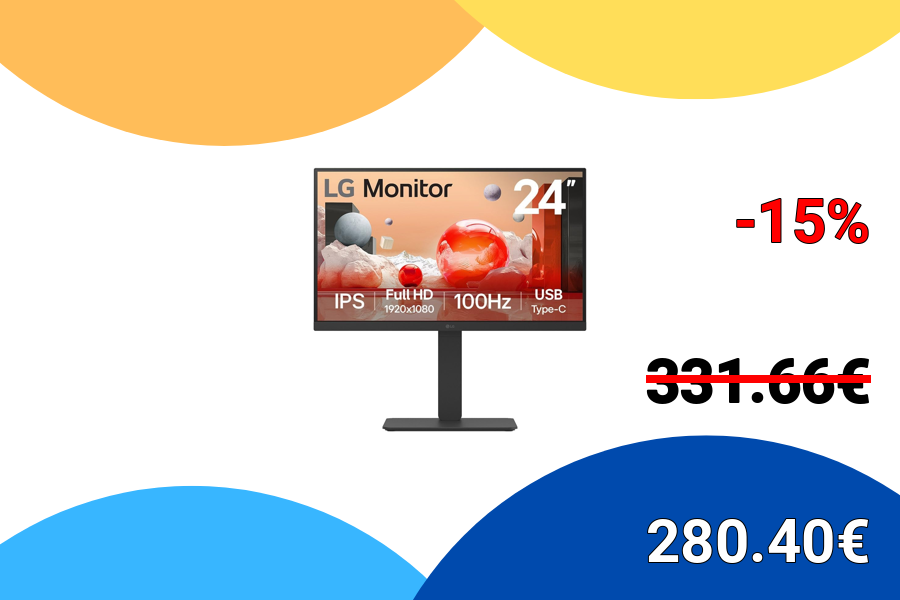 LG Monitor
24"
IPS
Full HD
1920x1080
100Hz
USB
Type-C
-15%
331.66€
280.40€